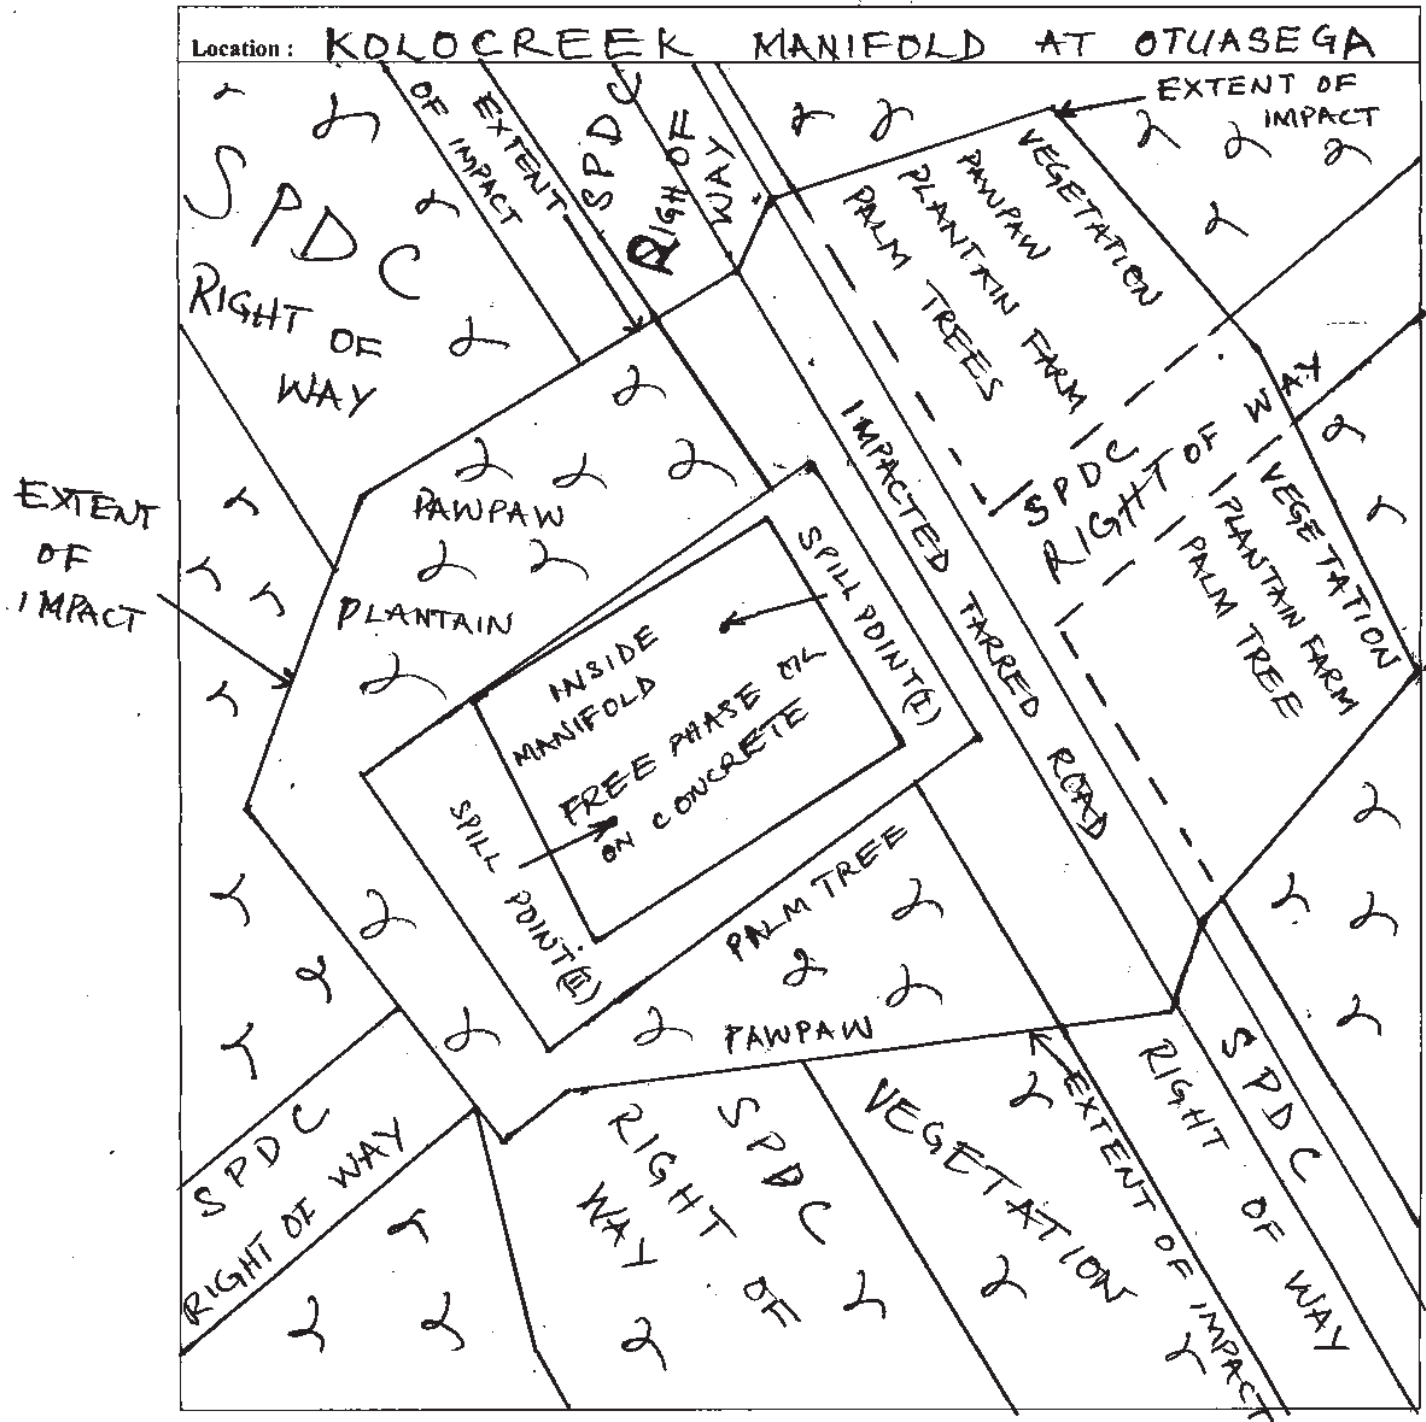 Location : KOLOCREEK MANIFOLD AT OTUASEGA
EXTENT OF
IMPACT
EXTENT
OF IMPACT
SPDC
RIGH OF
WAY
SPDC
RIGHT OF
WAY
VEGETATION
PAWPAW
PLANTAIN FARM
PALM TREES
EXTENT
OF
IMPACT
PAWPAW
PLANTAIN
IMPACTED TARRED ROAD
SPDC
RIGHT OF WAY
VEGETATION
PLANTAIN FARM
PALM TREE
SPILL POINT (I)
INSIDE
MANIFOLD
FREE PHASE OIL
ON CONCRETE
SPILL POINT (II)
PALM TREE
PAWPAW
SPDC
RIGHT OF WAY
SPDC
RIGHT OF
WAY
VEGETATION
EXTENT OF IMPACT
SPDC
RIGHT OF WAY